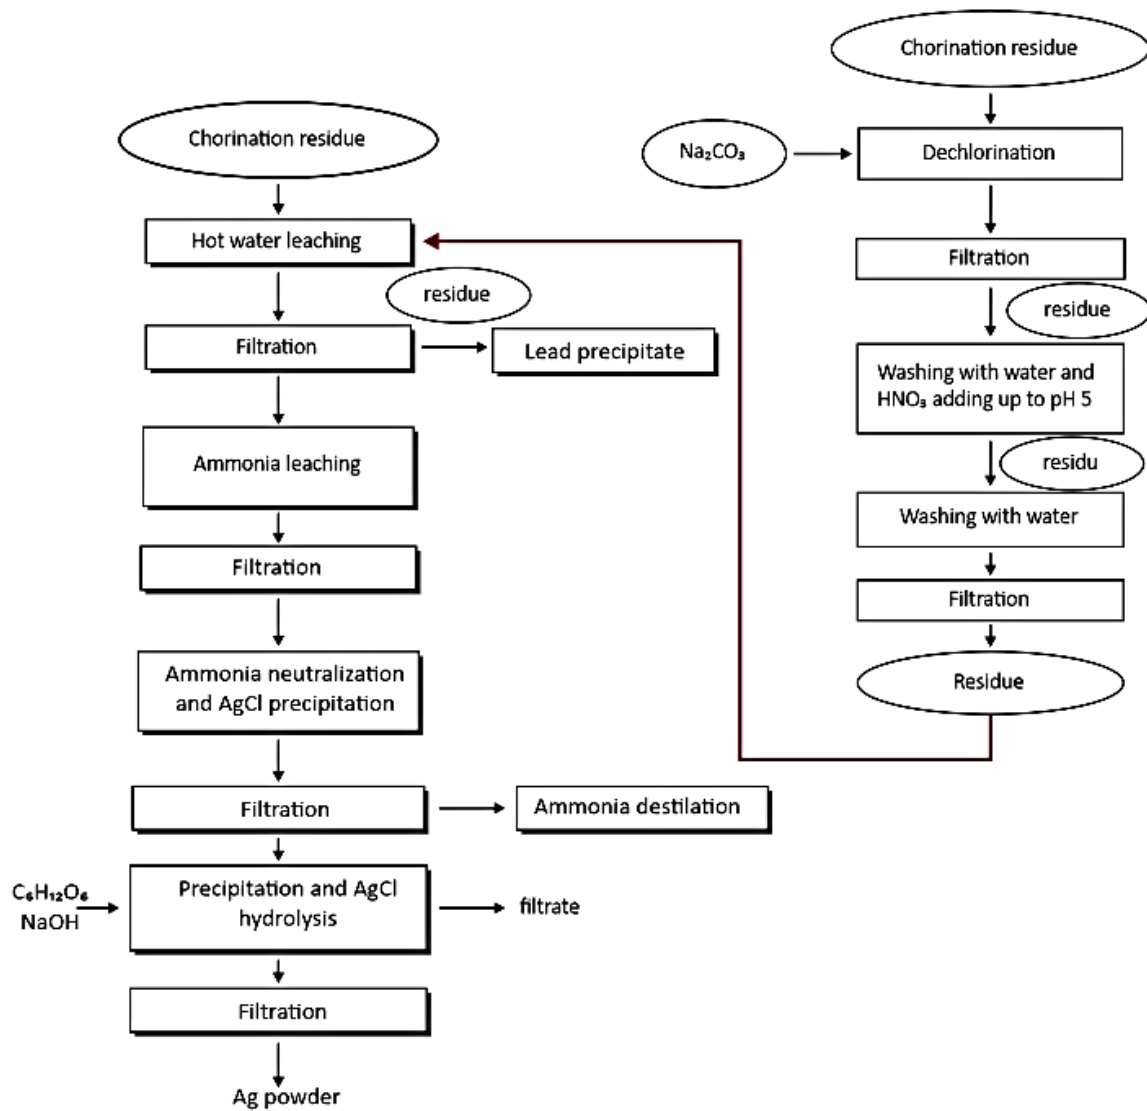 Chorination residue
Hot water leaching
residue
Filtration
Lead precipitate
Ammonia leaching
Filtration
Ammonia neutralization
and AgCl precipitation
Filtration
Ammonia destilation
C₆H₁₂O₆
NaOH
Precipitation and AgCl
hydrolysis
filtrate
Filtration
Ag powder
Chorination residue
Na₂CO₃
Dechlorination
Filtration
residue
Washing with water and
HNO₃ adding up to pH 5
residu
Washing with water
Filtration
Residue